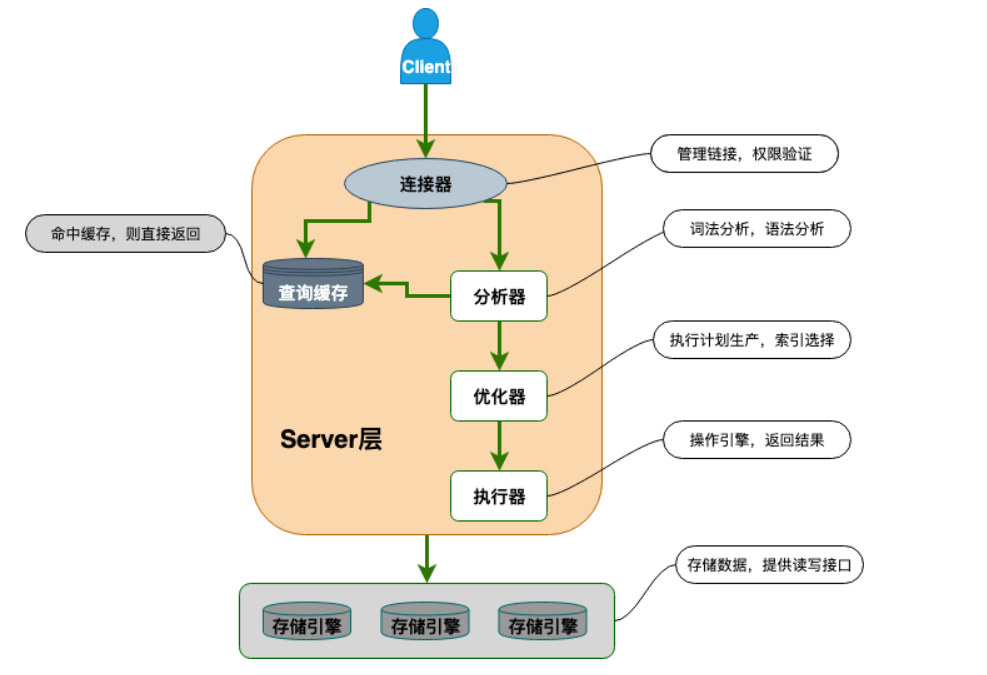 Client
连接器
管理链接，权限验证
命中缓存，则直接返回
词法分析，语法分析
查询缓存
分析器
执行计划生产，索引选择
优化器
Server层
操作引擎，返回结果
执行器
存储数据，提供读写接口
存储引擎
存储引擎
存储引擎